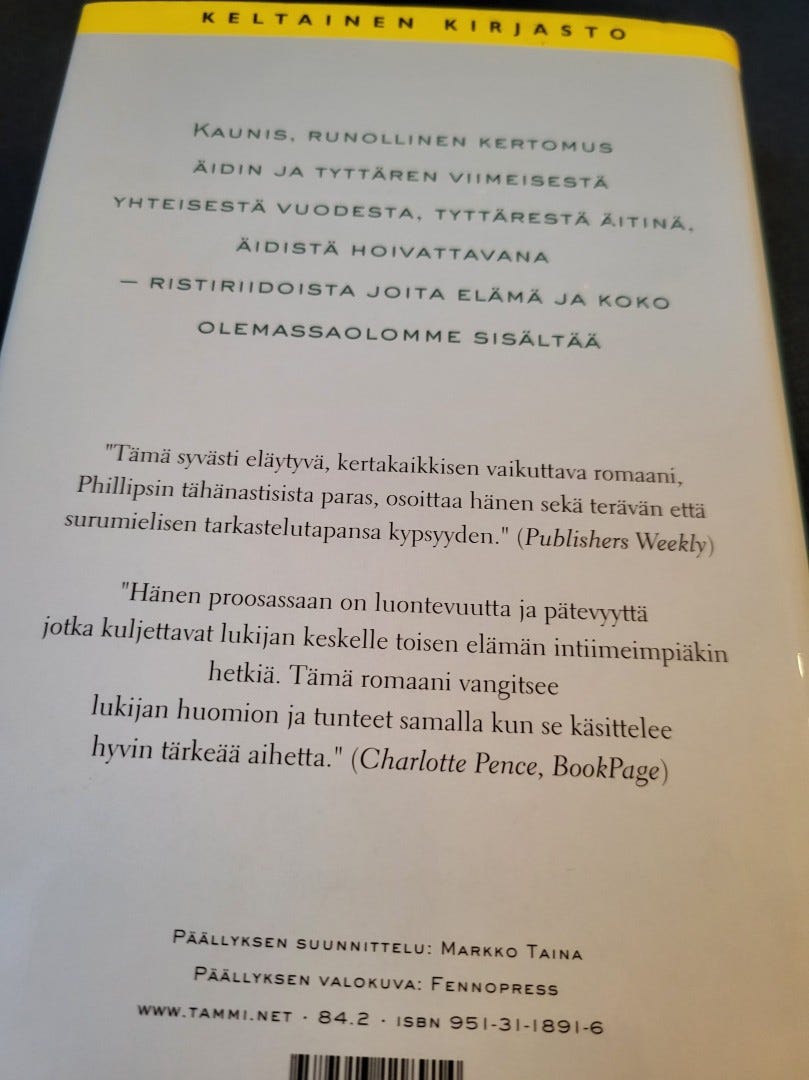 KELTAINEN KIRJASTO
KAUNIS, RUNOLLINEN KERTOMUS
ÄIDIN JA TYTTÄREN VIIMEISESTÄ
YHTEISESTÄ VUODESTA, TYTTÄRESTÄ ÄITINÄ,
ÄIDISTÄ HOIVATTAVANA
– RISTIRIIDOISTA JOITA ELÄMÄ JA KOKO
OLEMASSAOLOMME SISÄLTÄÄ
"Tämä syvästi eläytyvä, kertakaikkisen vaikuttava romaani,
Phillipsin tähänastisista paras, osoittaa hänen sekä terävän että
surumielisen tarkastelutapansa kypsyyden." (Publishers Weekly)
"Hänen proosassaan on luontevuutta ja pätevyyttä
jotka kuljettavat lukijan keskelle toisen elämän intiimeimpiäkin
hetkiä. Tämä romaani vangitsee
lukijan huomion ja tunteet samalla kun se käsittelee
hyvin tärkeää aihetta." (Charlotte Pence, BookPage)
PÄÄLLYKSEN SUUNNITTELU: MARKKO TAINA
PÄÄLLYKSEN VALOKUVA: FENNOPRESS
WWW.TAMMI.NET · 84.2 · ISBN 951-31-1891-6